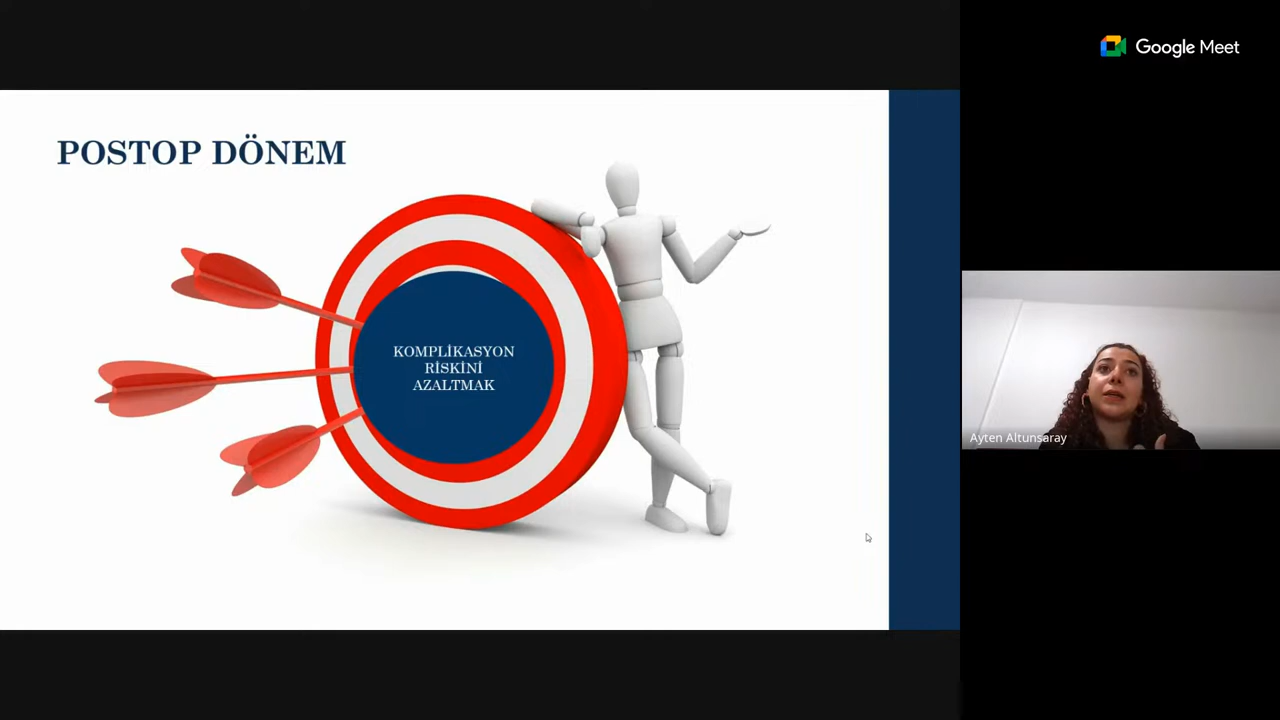 Google Meet
POSTOP DÖNEM
KOMPLİKASYON
RİSKİNİ
AZALTMAK
Ayten Altunsaray